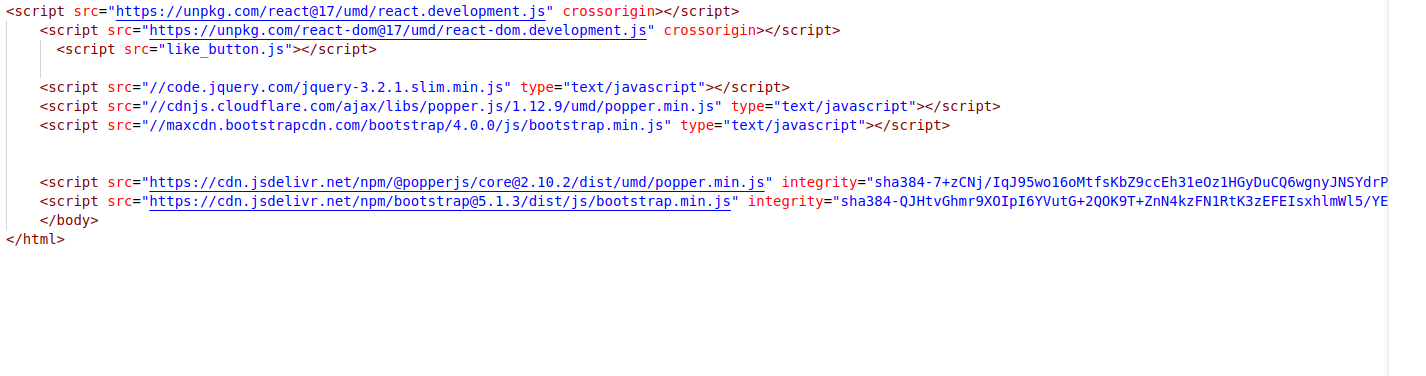 <script src="https://unpkg.com/react@17/umd/react.development.js" crossorigin></script>
<script src="https://unpkg.com/react-dom@17/umd/react-dom.development.js" crossorigin></script>
<script src="like_button.js"></script>
<script src="//code.jquery.com/jquery-3.2.1.slim.min.js" type="text/javascript"></script>
<script src="//cdnjs.cloudflare.com/ajax/libs/popper.js/1.12.9/umd/popper.min.js" type="text/javascript"></script>
<script src="//maxcdn.bootstrapcdn.com/bootstrap/4.0.0/js/bootstrap.min.js" type="text/javascript"></script>
<script src="https://cdn.jsdelivr.net/npm/@popperjs/core@2.10.2/dist/umd/popper.min.js" integrity="sha384-7+zCNj/IqJ95wo16oMtfsKbZ9ccEh31eOz1HGyDuCQ6wgnyJNSYdrP
<script src="https://cdn.jsdelivr.net/npm/bootstrap@5.1.3/dist/js/bootstrap.min.js" integrity="sha384-QJHtvGhmr9XOIpI6YVutG+2QOK9T+ZnN4kzFN1RtK3zEFEIsxhlmWl5/YE
</body>
</html>